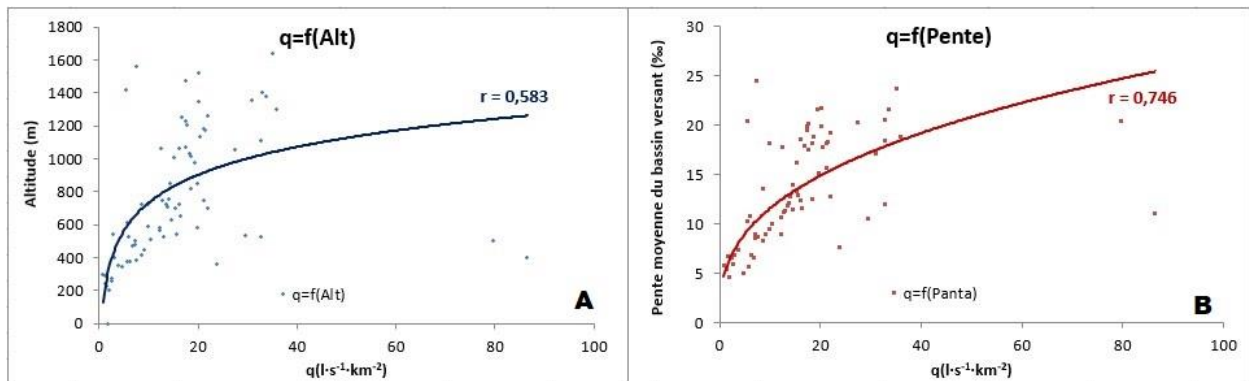 q=f(Alt)
1800
1600
1400
1200
1000
800
600
400
200
0
Altitude (m)
r = 0,583
q=f(Alt)
A
0 20 40 60 80 100
q(l·s⁻¹·km⁻²)
q=f(Pente)
30
25
20
15
10
5
0
Pente moyenne du bassin versant (‰)
r = 0,746
q=f(Panta)
B
0 20 40 60 80 100
q(l·s⁻¹·km⁻²)